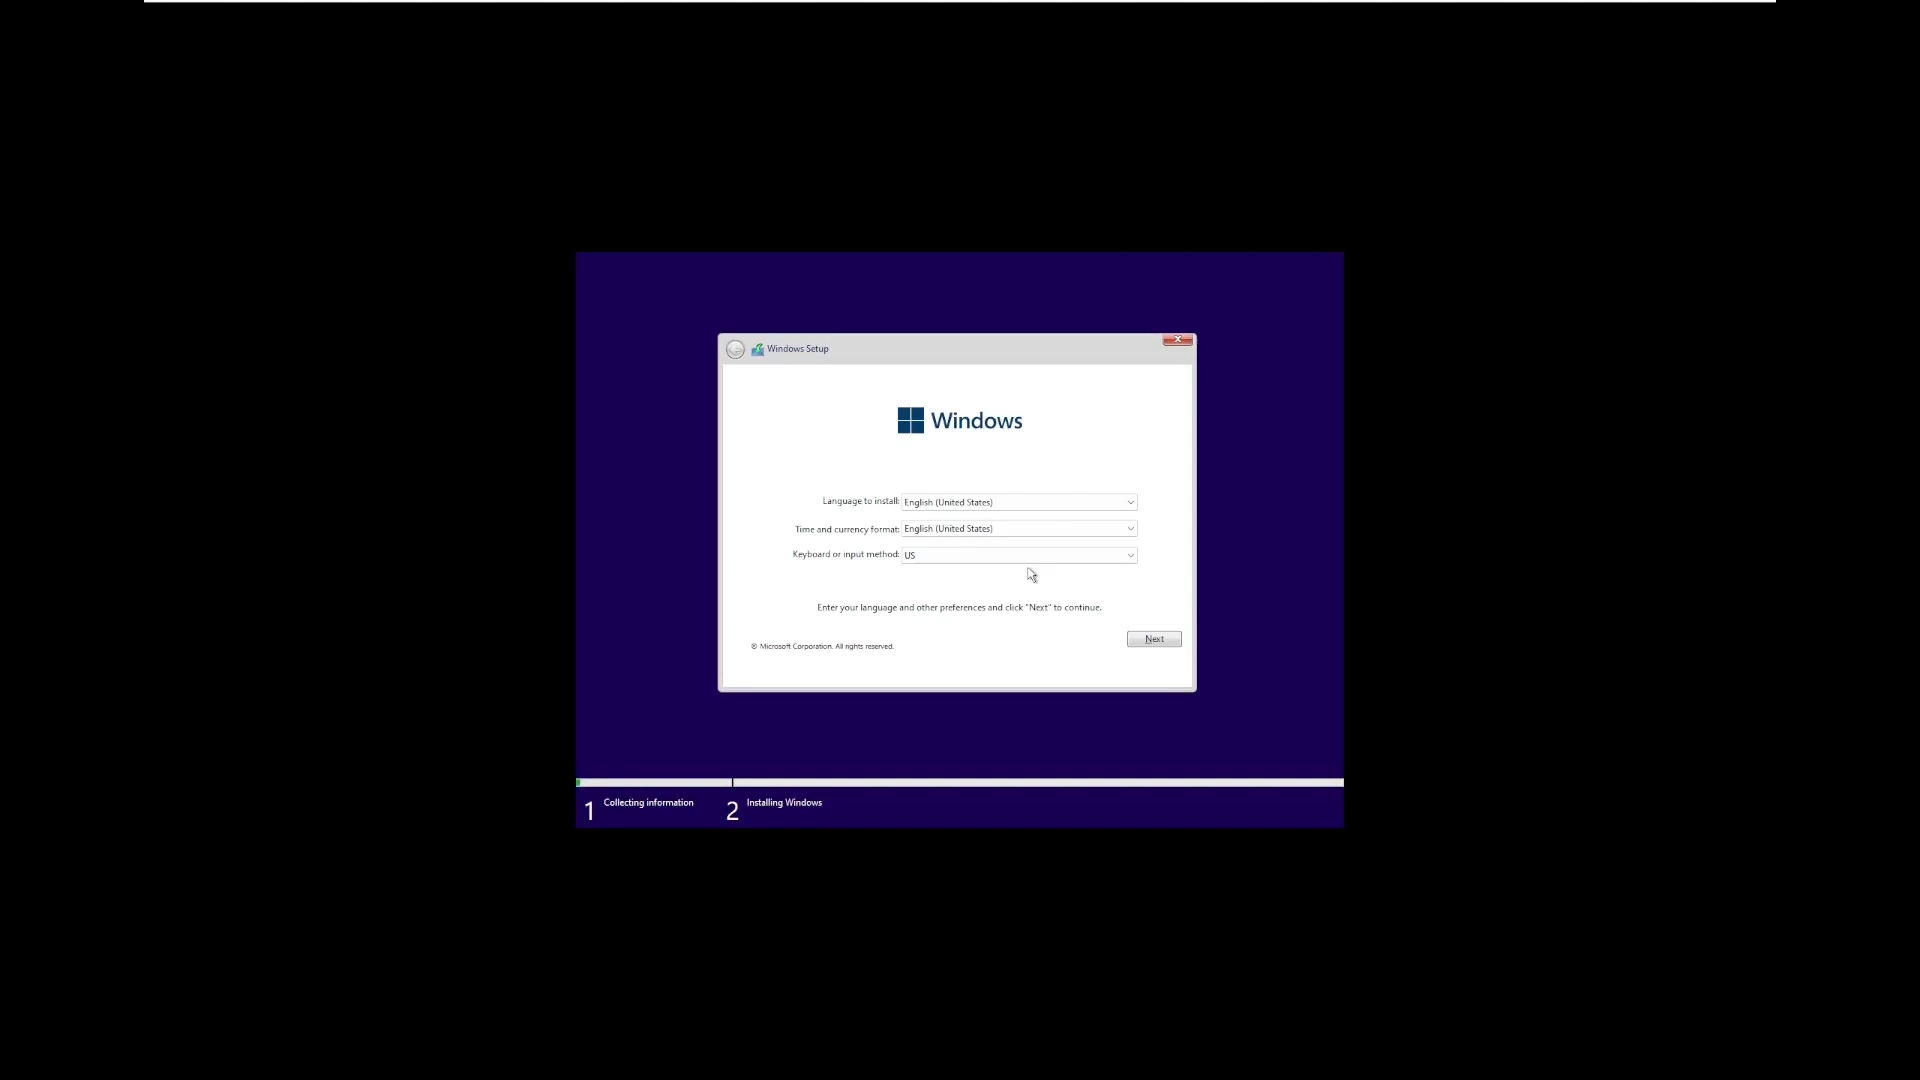 Windows Setup
Windows
Language to install: English (United States)
Time and currency format: English (United States)
Keyboard or input method: US
Enter your language and other preferences and click "Next" to continue.
Next
© Microsoft Corporation. All rights reserved.
1 Collecting information
2 Installing Windows